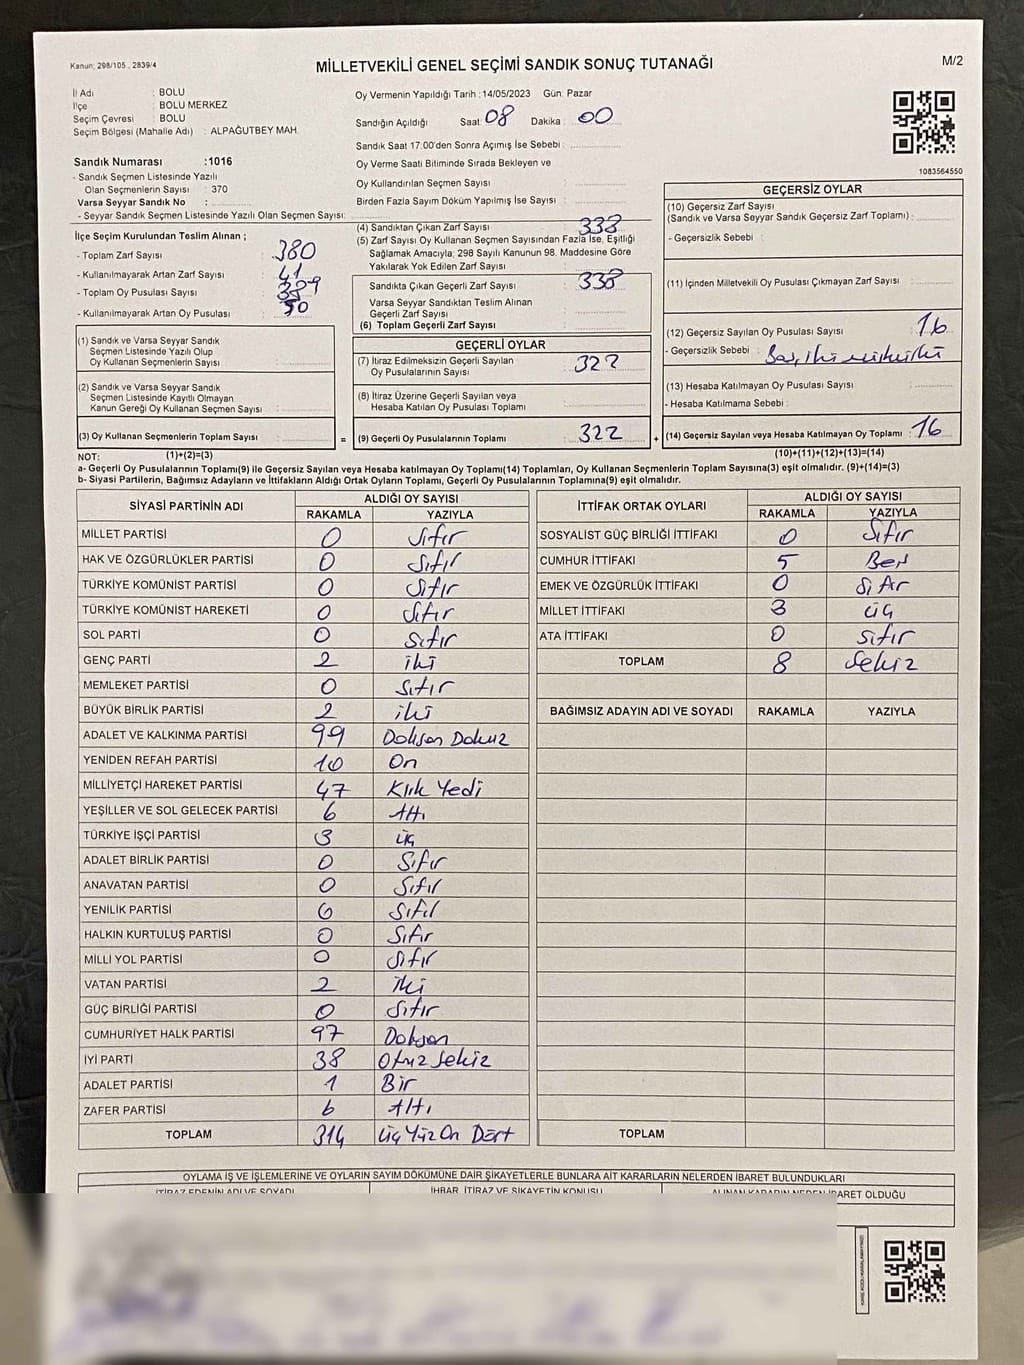 Kanun: 298/105 , 2839/4
MİLLETVEKİLİ GENEL SEÇİMİ SANDIK SONUÇ TUTANAĞI
M/2
İl Adı : BOLU
İlçe : BOLU MERKEZ
Seçim Çevresi : BOLU
Seçim Bölgesi (Mahalle Adı) : ALPAĞUTBEY MAH.
Sandık Numarası :1016
- Sandık Seçmen Listesinde Yazılı
Olan Seçmenlerin Sayısı : 370
Varsa Seyyar Sandık No :
- Seyyar Sandık Seçmen Listesinde Yazılı Olan Seçmen Sayısı:
Oy Vermenin Yapıldığı Tarih :14/05/2023 Gün: Pazar
Sandığın Açıldığı Saat: 08 Dakika : 00
Sandık Saat 17.00'den Sonra Açımış İse Sebebi :
Oy Verme Saati Bitiminde Sırada Bekleyen ve
Oy Kullandırılan Seçmen Sayısı :
Birden Fazla Sayım Döküm Yapılmış İse Sayısı :
1083564550
İlçe Seçim Kurulundan Teslim Alınan ;
- Toplam Zarf Sayısı : 380
- Kullanılmayarak Artan Zarf Sayısı : 41
- Toplam Oy Pusulası Sayısı :
- Kullanılmayarak Artan Oy Pusulası : 50
(1) Sandık ve Varsa Seyyar Sandık
Seçmen Listesinde Yazılı Olup
Oy Kullanan Seçmenlerin Sayısı :
(2) Sandık ve Varsa Seyyar Sandık
Seçmen Listesinde Kayıtlı Olmayan
Kanun Gereği Oy Kullanan Seçmen Sayısı :
(3) Oy Kullanan Seçmenlerin Toplam Sayısı :
(4) Sandıktan Çıkan Zarf Sayısı : 338
(5) Zarf Sayısı Oy Kullanan Seçmen Sayısından Fazla İse, Eşitliği
Sağlamak Amacıyla, 298 Sayılı Kanunun 98. Maddesine Göre
Yakılarak Yok Edilen Zarf Sayısı :
Sandıkta Çıkan Geçerli Zarf Sayısı : 338
Varsa Seyyar Sandıktan Teslim Alınan
Geçerli Zarf Sayısı :
(6) Toplam Geçerli Zarf Sayısı :
GEÇERLİ OYLAR
(7) İtiraz Edilmeksizin Geçerli Sayılan
Oy Pusulalarının Sayısı : 322
(8) İtiraz Üzerine Geçerli Sayılan veya
Hesaba Katılan Oy Pusulası Toplamı :
= (9) Geçerli Oy Pusulalarının Toplamı : 322 +
GEÇERSİZ OYLAR
(10) Geçersiz Zarf Sayısı
(Sandık ve Varsa Seyyar Sandık Geçersiz Zarf Toplamı) :
- Geçersizlik Sebebi :
(11) İçinden Milletvekili Oy Pusulası Çıkmayan Zarf Sayısı :
(12) Geçersiz Sayılan Oy Pusulası Sayısı : 16
- Geçersizlik Sebebi :
(13) Hesaba Katılmayan Oy Pusulası Sayısı :
- Hesaba Katılmama Sebebi :
(14) Geçersiz Sayılan veya Hesaba Katılmayan Oy Toplamı : 16
NOT: (1)+(2)=(3)
(10)+(11)+(12)+(13)=(14)
a- Geçerli Oy Pusulalarının Toplamı(9) ile Geçersiz Sayılan veya Hesaba katılmayan Oy Toplamı(14) Toplamları, Oy Kullanan Seçmenlerin Toplam Sayısına(3) eşit olmalıdır. (9)+(14)=(3)
b- Siyasi Partilerin, Bağımsız Adayların ve İttifakların Aldığı Ortak Oyların Toplamı, Geçerli Oy Pusulalarının Toplamına(9) eşit olmalıdır.
SİYASİ PARTİNİN ADI ALDIĞI OY SAYISI
RAKAMLA YAZIYLA
MİLLET PARTİSİ 0 Sıfır
HAK VE ÖZGÜRLÜKLER PARTİSİ 0 Sıfır
TÜRKİYE KOMÜNİST PARTİSİ 0 Sıfır
TÜRKİYE KOMÜNİST HAREKETİ 0 Sıfır
SOL PARTİ 0 Sıfır
GENÇ PARTİ 2 iki
MEMLEKET PARTİSİ 0 Sıfır
BÜYÜK BİRLİK PARTİSİ 2 iki
ADALET VE KALKINMA PARTİSİ 99 Doksan Dokuz
YENİDEN REFAH PARTİSİ 10 On
MİLLİYETÇİ HAREKET PARTİSİ 47 Kırk Yedi
YEŞİLLER VE SOL GELECEK PARTİSİ 6 Altı
TÜRKİYE İŞÇİ PARTİSİ 3 üç
ADALET BİRLİK PARTİSİ 0 Sıfır
ANAVATAN PARTİSİ 0 Sıfır
YENİLİK PARTİSİ 0 Sıfır
HALKIN KURTULUŞ PARTİSİ 0 Sıfır
MİLLİ YOL PARTİSİ 0 Sıfır
VATAN PARTİSİ 2 iki
GÜÇ BİRLİĞİ PARTİSİ 0 Sıfır
CUMHURİYET HALK PARTİSİ 97 Doksan
İYİ PARTİ 38 Otuz Sekiz
ADALET PARTİSİ 1 Bir
ZAFER PARTİSİ 6 Altı
TOPLAM 314 Üç Yüz On Dört
İTTİFAK ORTAK OYLARI ALDIĞI OY SAYISI
RAKAMLA YAZIYLA
SOSYALİST GÜÇ BİRLİĞİ İTTİFAKI 0 Sıfır
CUMHUR İTTİFAKI 5 Beş
EMEK VE ÖZGÜRLÜK İTTİFAKI 0 Sıfır
MİLLET İTTİFAKI 3 üç
ATA İTTİFAKI 0 Sıfır
TOPLAM 8 Sekiz
BAĞIMSIZ ADAYIN ADI VE SOYADI RAKAMLA YAZIYLA
TOPLAM
OYLAMA İŞ VE İŞLEMLERİNE VE OYLARIN SAYIM DÖKÜMÜNE DAİR ŞİKAYETLERLE BUNLARA AİT KARARLARIN NELERDEN İBARET BULUNDUKLARI
İTİRAZ EDENİN ADI VE SOYADI İHBAR, İTİRAZ VE ŞİKAYETİN KONUSU ALINAN KARARIN NEDEN İBARET OLDUĞU